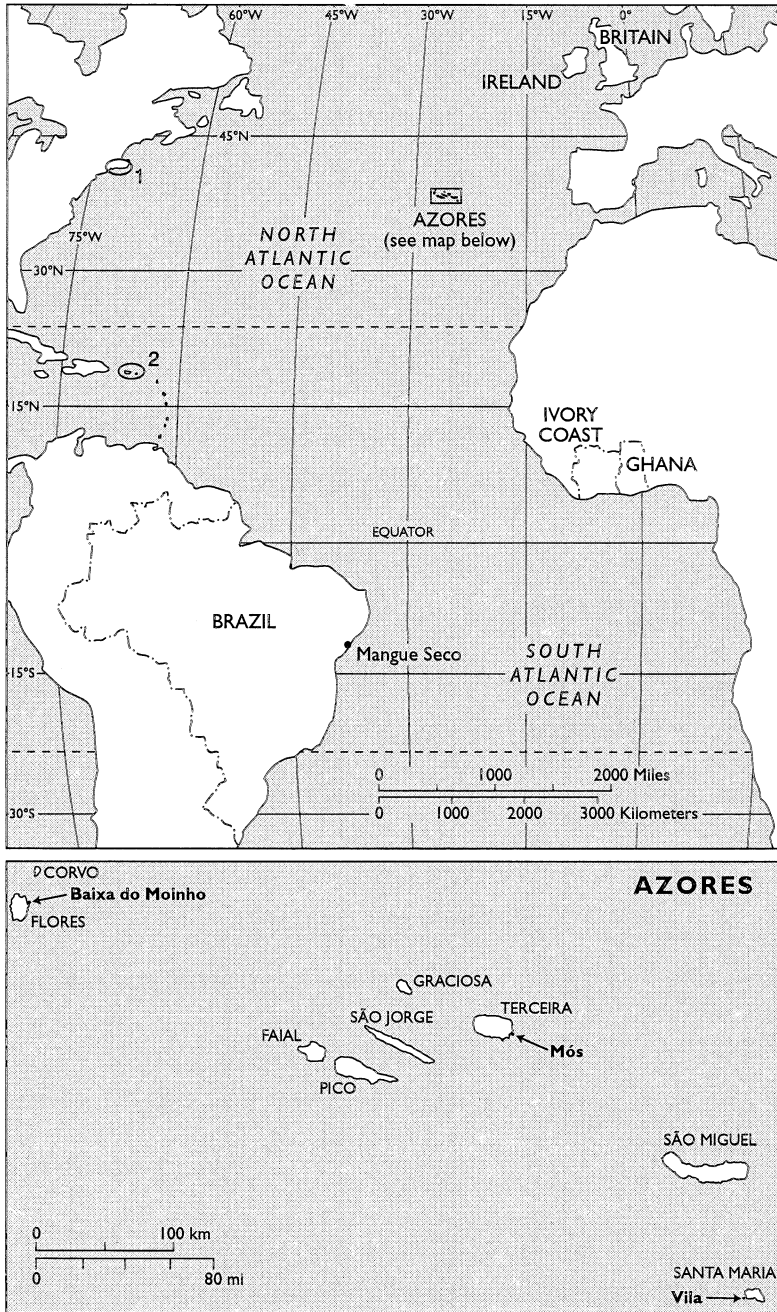 60°W
45°W
30°W
15°W
0°
BRITAIN
IRELAND
45°N
1
AZORES
(see map below)
75°W
NORTH
ATLANTIC
OCEAN
30°N
2
15°N
IVORY
COAST
GHANA
EQUATOR
BRAZIL
Mangue Seco
SOUTH
ATLANTIC
OCEAN
15°S
0 1000 2000 Miles
0 1000 2000 3000 Kilometers
30°S
CORVO
AZORES
Baixa do Moinho
FLORES
GRACIOSA
TERCEIRA
SÃO JORGE
FAIAL
Mós
PICO
SÃO MIGUEL
0 100 km
0 80 mi
SANTA MARIA
Vila